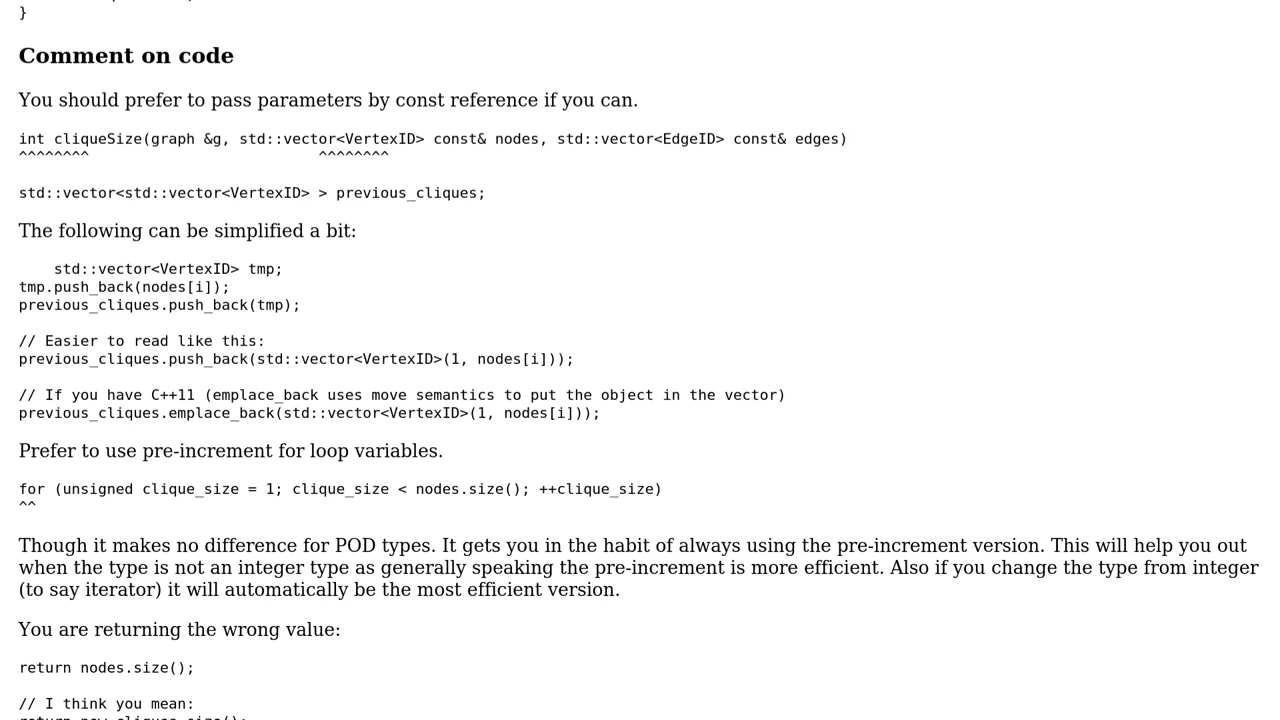 }
Comment on code
You should prefer to pass parameters by const reference if you can.
int cliqueSize(graph &g, std::vector<VertexID> const& nodes, std::vector<EdgeID> const& edges)
^^^^^^^^                          ^^^^^^^^
std::vector<std::vector<VertexID> > previous_cliques;
The following can be simplified a bit:
    std::vector<VertexID> tmp;
tmp.push_back(nodes[i]);
previous_cliques.push_back(tmp);
// Easier to read like this:
previous_cliques.push_back(std::vector<VertexID>(1, nodes[i]));
// If you have C++11 (emplace_back uses move semantics to put the object in the vector)
previous_cliques.emplace_back(std::vector<VertexID>(1, nodes[i]));
Prefer to use pre-increment for loop variables.
for (unsigned clique_size = 1; clique_size < nodes.size(); ++clique_size)
^^
Though it makes no difference for POD types. It gets you in the habit of always using the pre-increment version. This will help you out
when the type is not an integer type as generally speaking the pre-increment is more efficient. Also if you change the type from integer
(to say iterator) it will automatically be the most efficient version.
You are returning the wrong value:
return nodes.size();
// I think you mean:
return new_cliques.size();